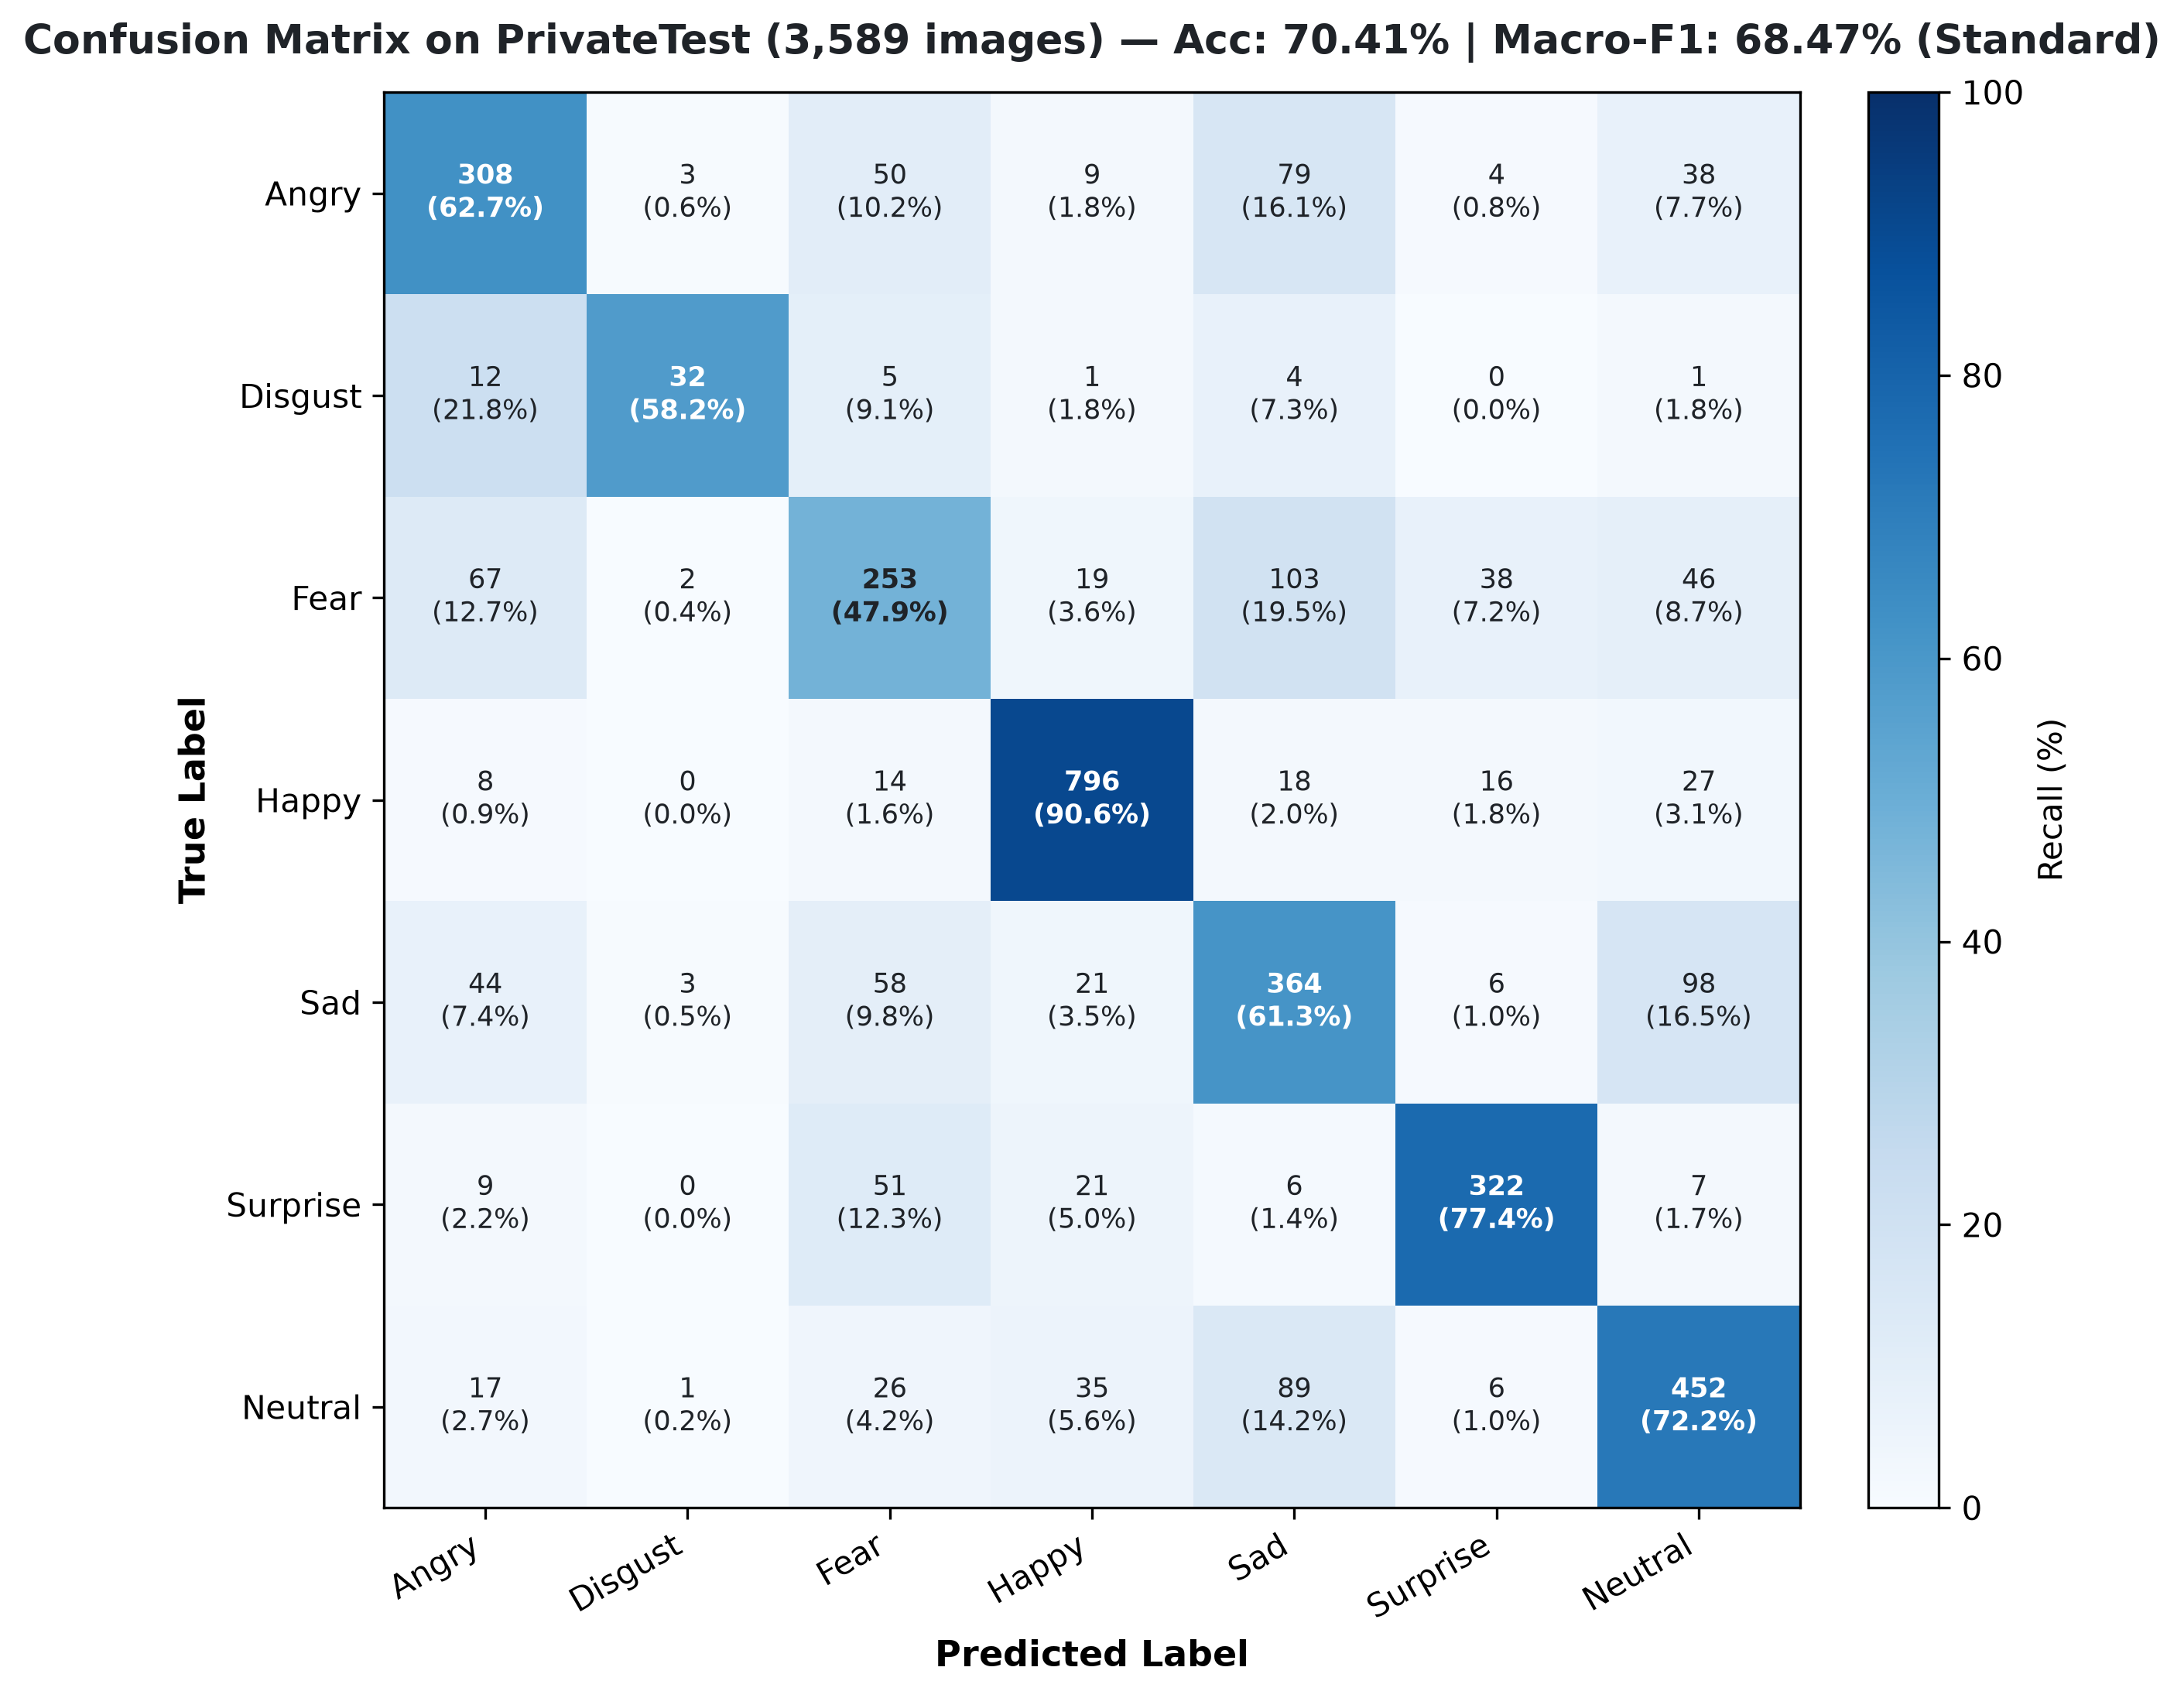 Confusion Matrix on PrivateTest (3,589 images) — Acc: 70.41% | Macro-F1: 68.47% (Standard)
100
Angry 308 3 50 9 79 4 38
(62.7%) (0.6%) (10.2%) (1.8%) (16.1%) (0.8%) (7.7%)
80
Disgust 12 32 5 1 4 0 1
(21.8%) (58.2%) (9.1%) (1.8%) (7.3%) (0.0%) (1.8%)
Fear 67 2 253 19 103 38 46
(12.7%) (0.4%) (47.9%) (3.6%) (19.5%) (7.2%) (8.7%)
60
True Label
Happy 8 0 14 796 18 16 27
(0.9%) (0.0%) (1.6%) (90.6%) (2.0%) (1.8%) (3.1%)
Recall (%)
40
Sad 44 3 58 21 364 6 98
(7.4%) (0.5%) (9.8%) (3.5%) (61.3%) (1.0%) (16.5%)
Surprise 9 0 51 21 6 322 7
(2.2%) (0.0%) (12.3%) (5.0%) (1.4%) (77.4%) (1.7%)
20
Neutral 17 1 26 35 89 6 452
(2.7%) (0.2%) (4.2%) (5.6%) (14.2%) (1.0%) (72.2%)
0
Angry Disgust Fear Happy Sad Surprise Neutral
Predicted Label